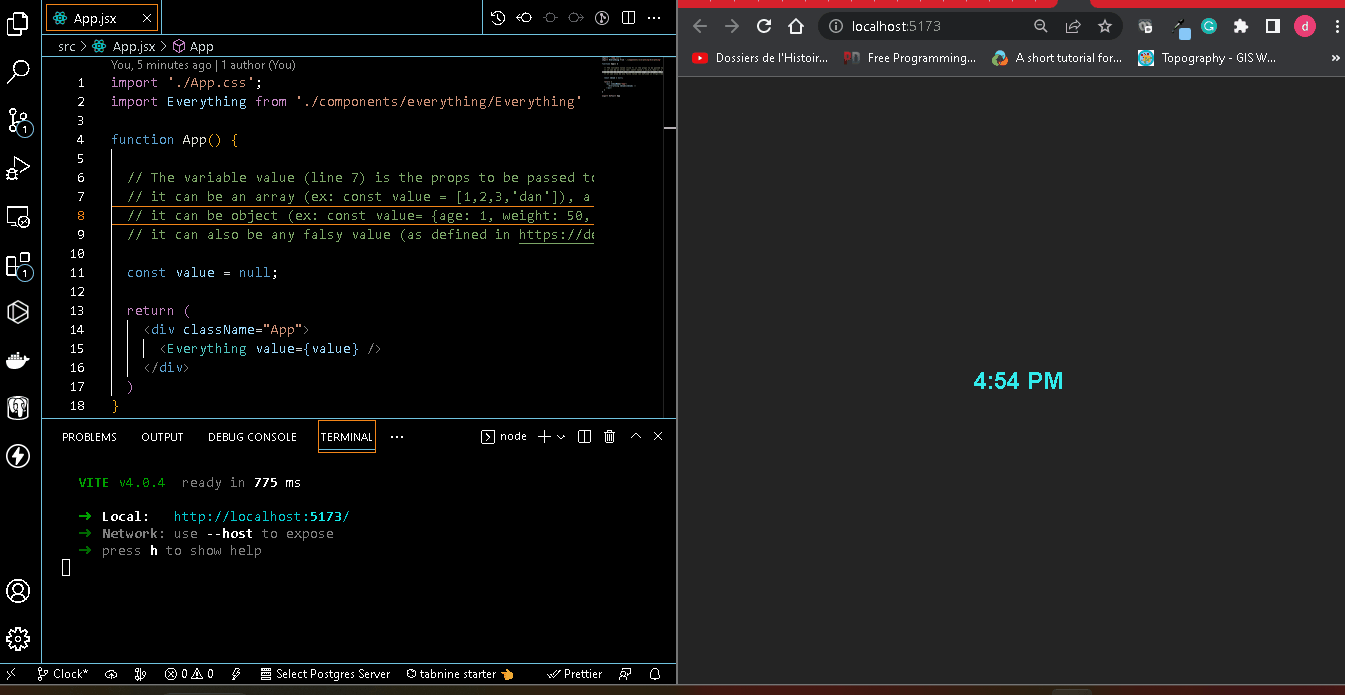 App.jsx
src > App.jsx > App
You, 5 minutes ago | 1 author (You)
1 import './App.css';
2 import Everything from './components/everything/Everything'
3
4 function App() {
5
6 // The variable value (line 7) is the props to be passed to
7 // it can be an array (ex: const value = [1,2,3,'dan']), a
8 // it can be object (ex: const value= {age: 1, weight: 50,
9 // it can also be any falsy value (as defined in https://de
10
11 const value = null;
12
13 return (
14 <div className="App">
15 <Everything value={value} />
16 </div>
17 )
18 }
PROBLEMS OUTPUT DEBUG CONSOLE TERMINAL ··· node
VITE v4.0.4 ready in 775 ms
➜ Local: http://localhost:5173/
➜ Network: use --host to expose
➜ press h to show help
1
1
Clock* 0 0 Select Postgres Server tabnine starter Prettier
localhost:5173
d
Dossiers de l'Histoir... Free Programming... A short tutorial for... Topography - GIS W... »
4:54 PM